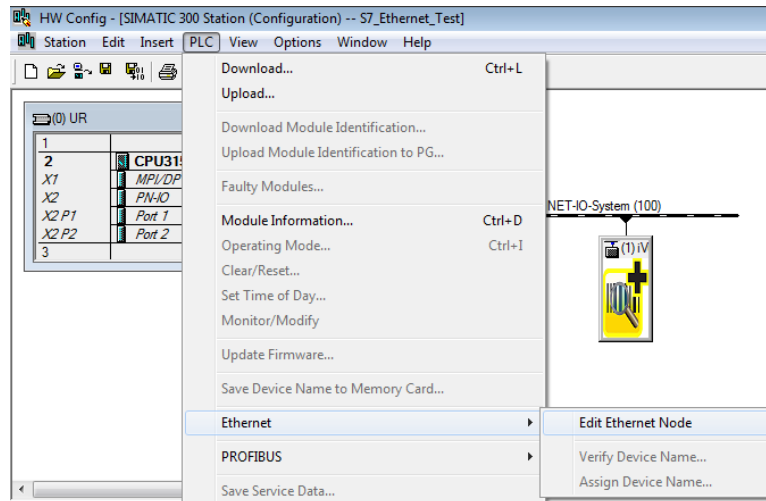 HW Config - [SIMATIC 300 Station (Configuration) -- S7_Ethernet_Test]
Station Edit Insert PLC View Options Window Help
Download... Ctrl+L
Upload...
Download Module Identification...
Upload Module Identification to PG...
Faulty Modules...
Module Information... Ctrl+D
Operating Mode... Ctrl+I
Clear/Reset...
Set Time of Day...
Monitor/Modify
Update Firmware...
Save Device Name to Memory Card...
Ethernet
PROFIBUS
Save Service Data...
Edit Ethernet Node
Verify Device Name...
Assign Device Name...
(0) UR
1
2 CPU315
X1 MPI/DP
X2 PN-IO
X2 P1 Port 1
X2 P2 Port 2
3
NET-IO-System (100)
(1) iV